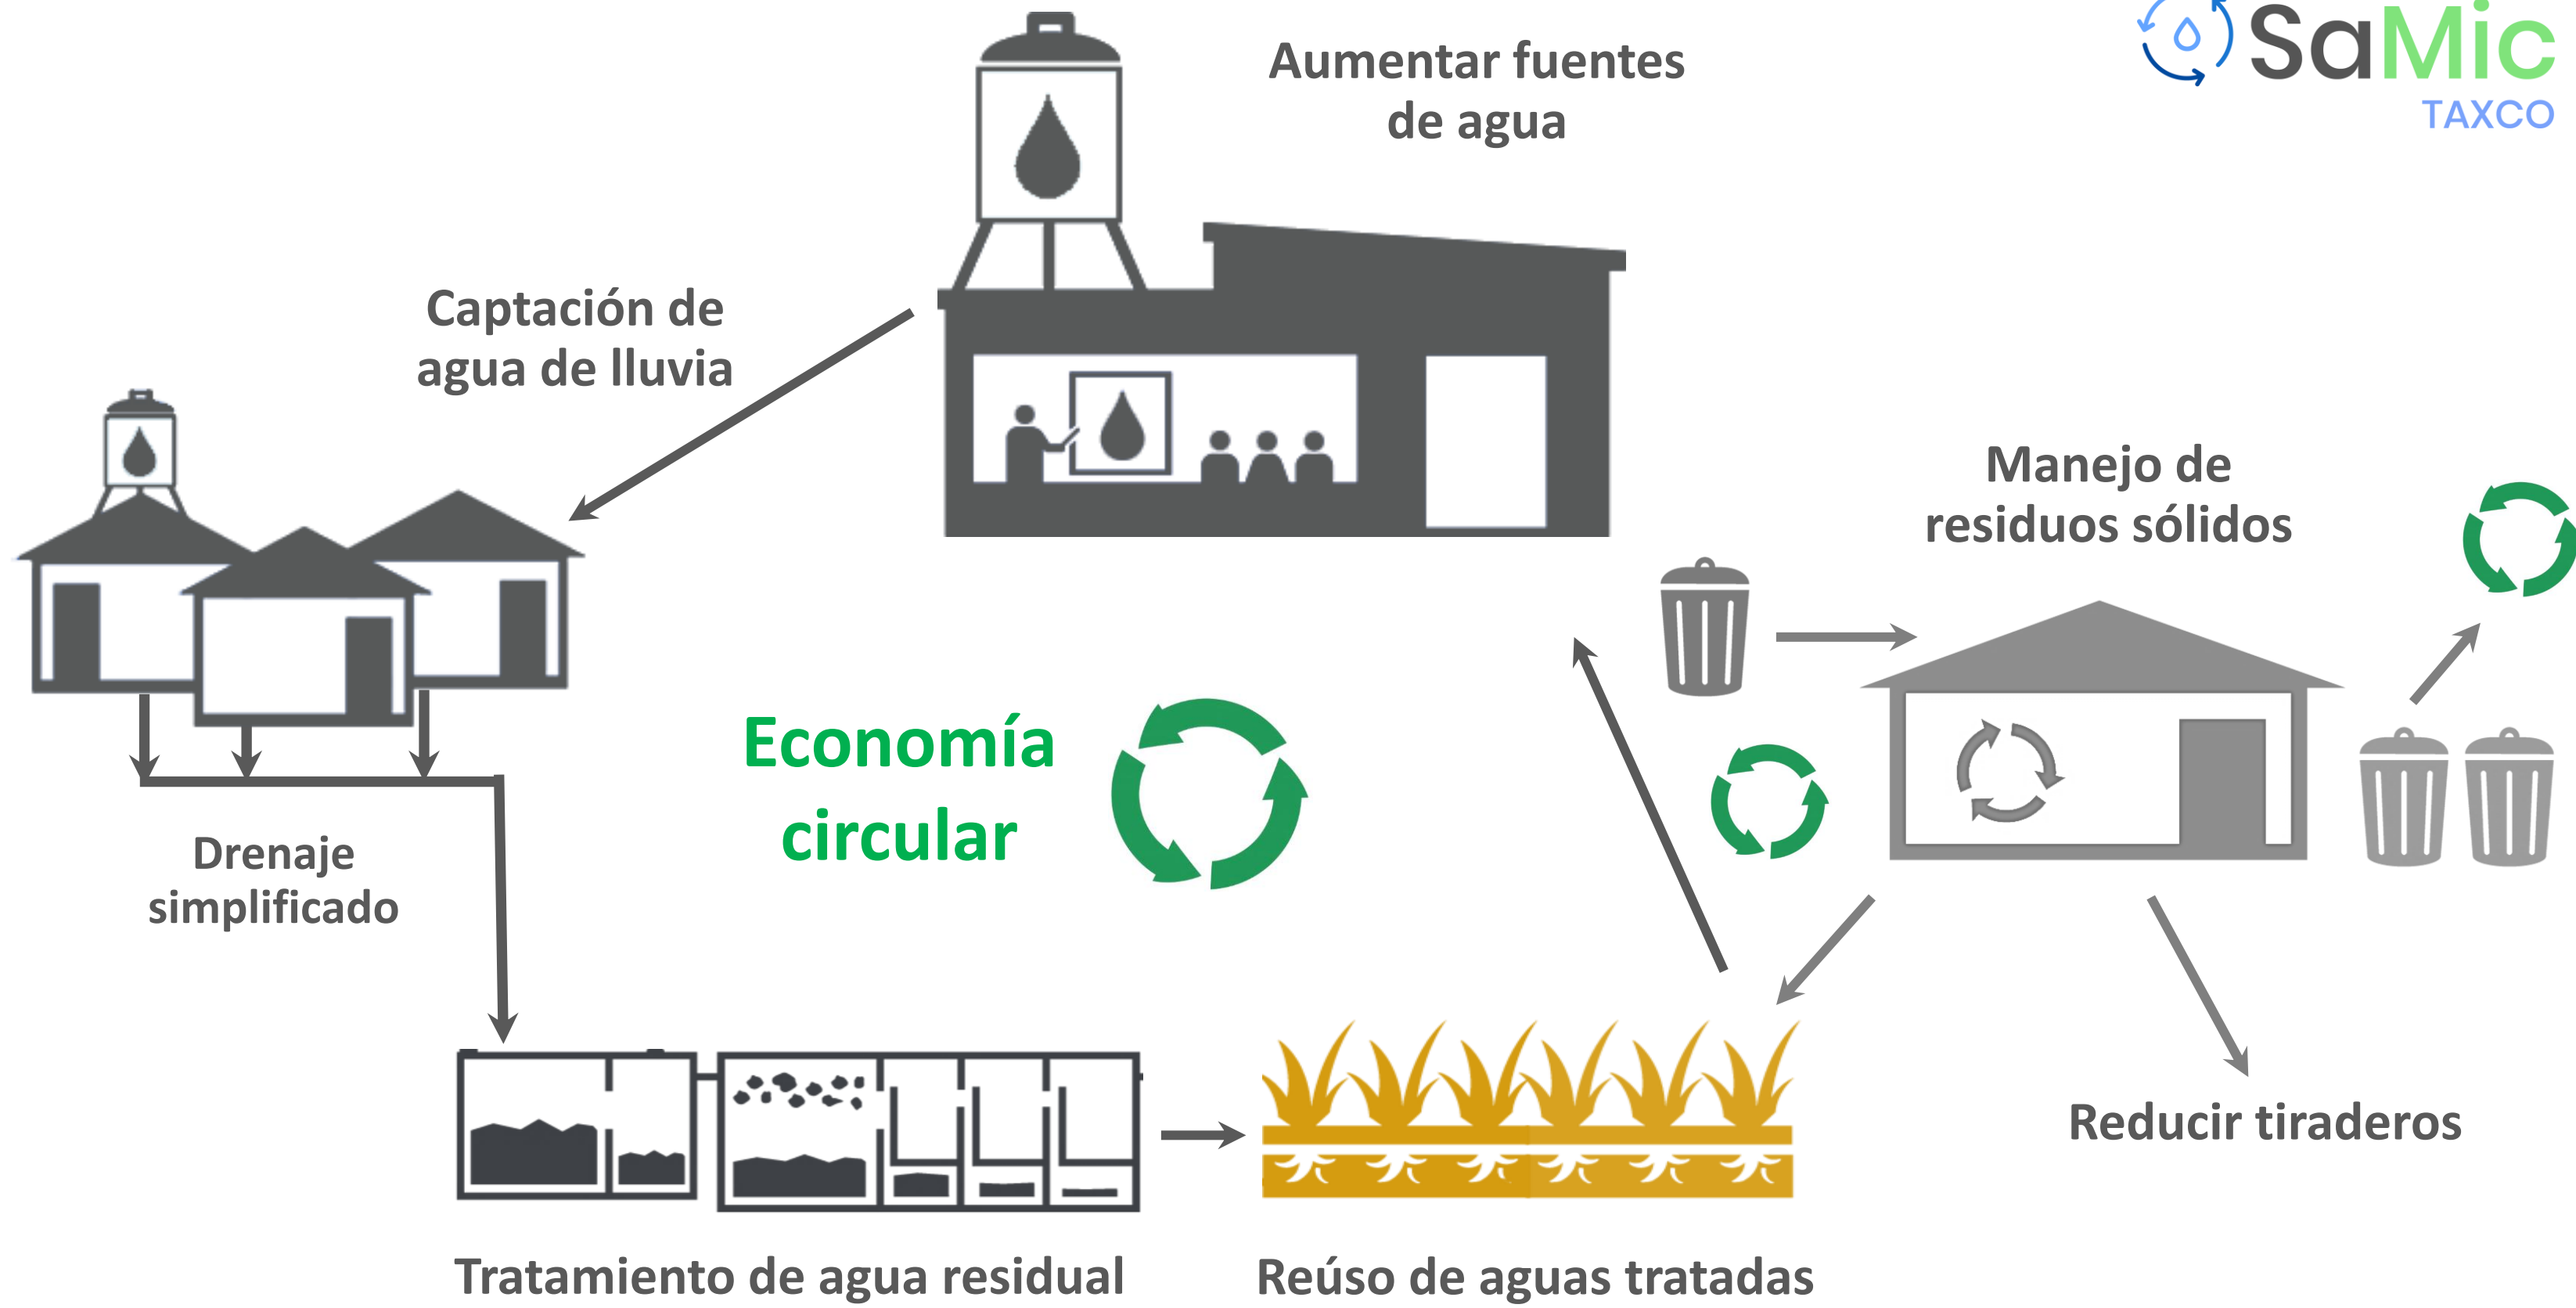 SaMic
TAXCO
Aumentar fuentes
de agua
Captación de
agua de lluvia
Manejo de
residuos sólidos
Economía
circular
Drenaje
simplificado
Reducir tiraderos
Tratamiento de agua residual
Reúso de aguas tratadas